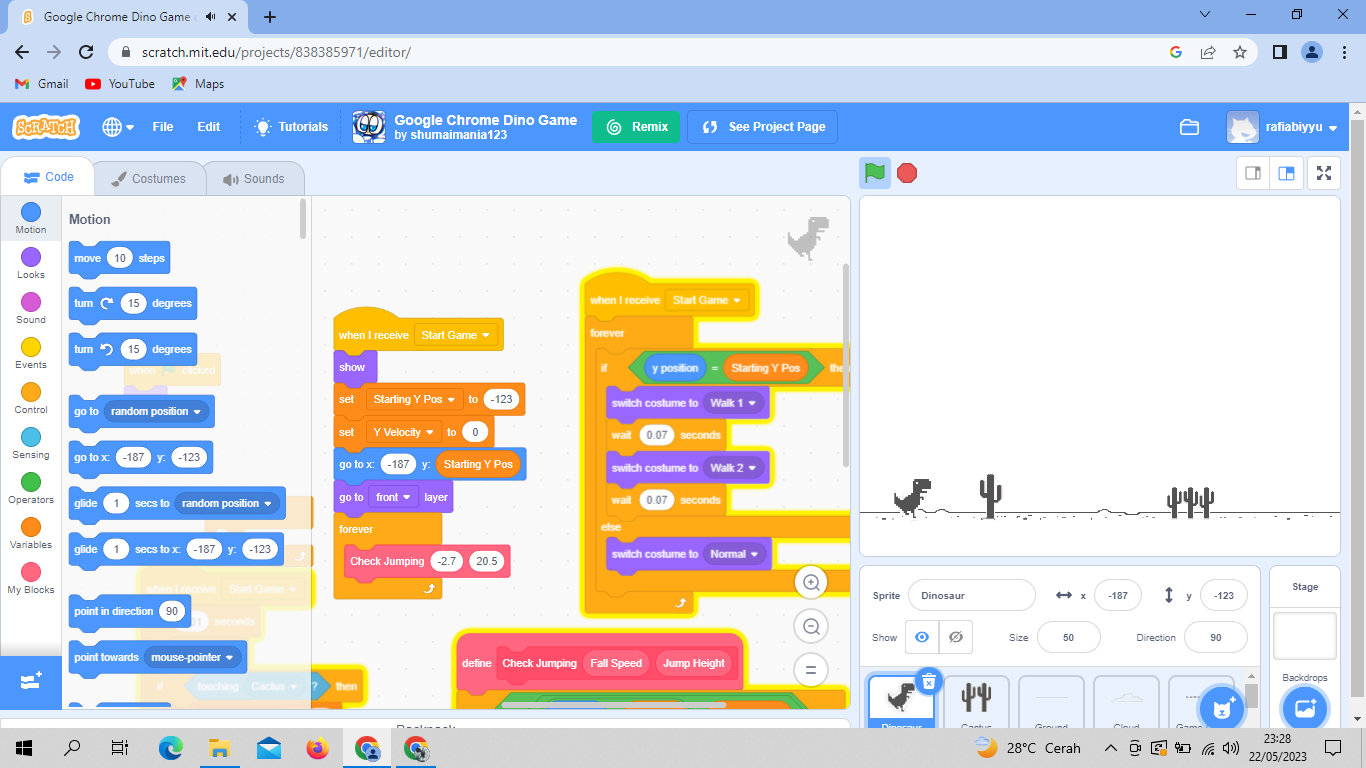 Google Chrome Dino Game
scratch.mit.edu/projects/838385971/editor/
Gmail YouTube Maps
SCRATCH File Edit Tutorials
Google Chrome Dino Game
by shumaimania123
Remix See Project Page rafiabiyyu
Code Costumes Sounds
Motion
Looks
Sound
Events
Control
Sensing
Operators
Variables
My Blocks
Motion
move 10 steps
turn 15 degrees
turn 15 degrees
when clicked
go to random position
go to x: -187 y: -123
glide 1 secs to random position
glide 1 secs to x: -187 y: -123
when I receive Start Game
seconds
point in direction 90
point towards mouse-pointer
if touching Cactus ? then
when I receive Start Game
show
set Starting Y Pos to -123
set Y Velocity to 0
go to x: -187 y: Starting Y Pos
go to front layer
forever
Check Jumping -2.7 20.5
when I receive Start Game
forever
if y position = Starting Y Pos then
switch costume to Walk 1
wait 0.07 seconds
switch costume to Walk 2
wait 0.07 seconds
else
switch costume to Normal
define Check Jumping Fall Speed Jump Height
Backpack
Sprite Dinosaur x -187 y -123
Show Size 50 Direction 90
Dinosaur Cactus Ground Cloud Game
Stage
Backdrops
28°C Cerah
23:28
22/05/2023